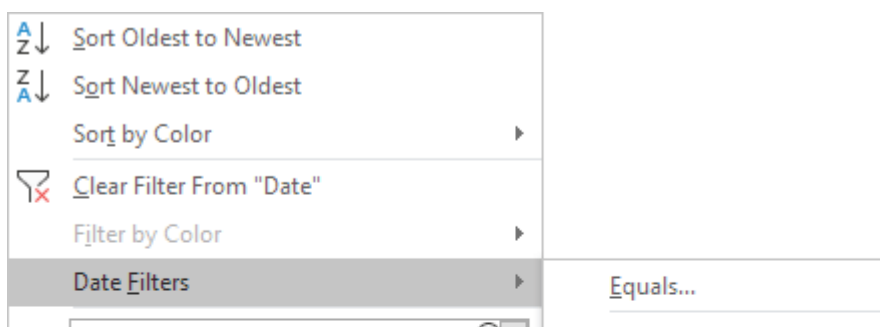 Sort Oldest to Newest
Sort Newest to Oldest
Sort by Color
Clear Filter From "Date"
Filter by Color
Date Filters
Equals...